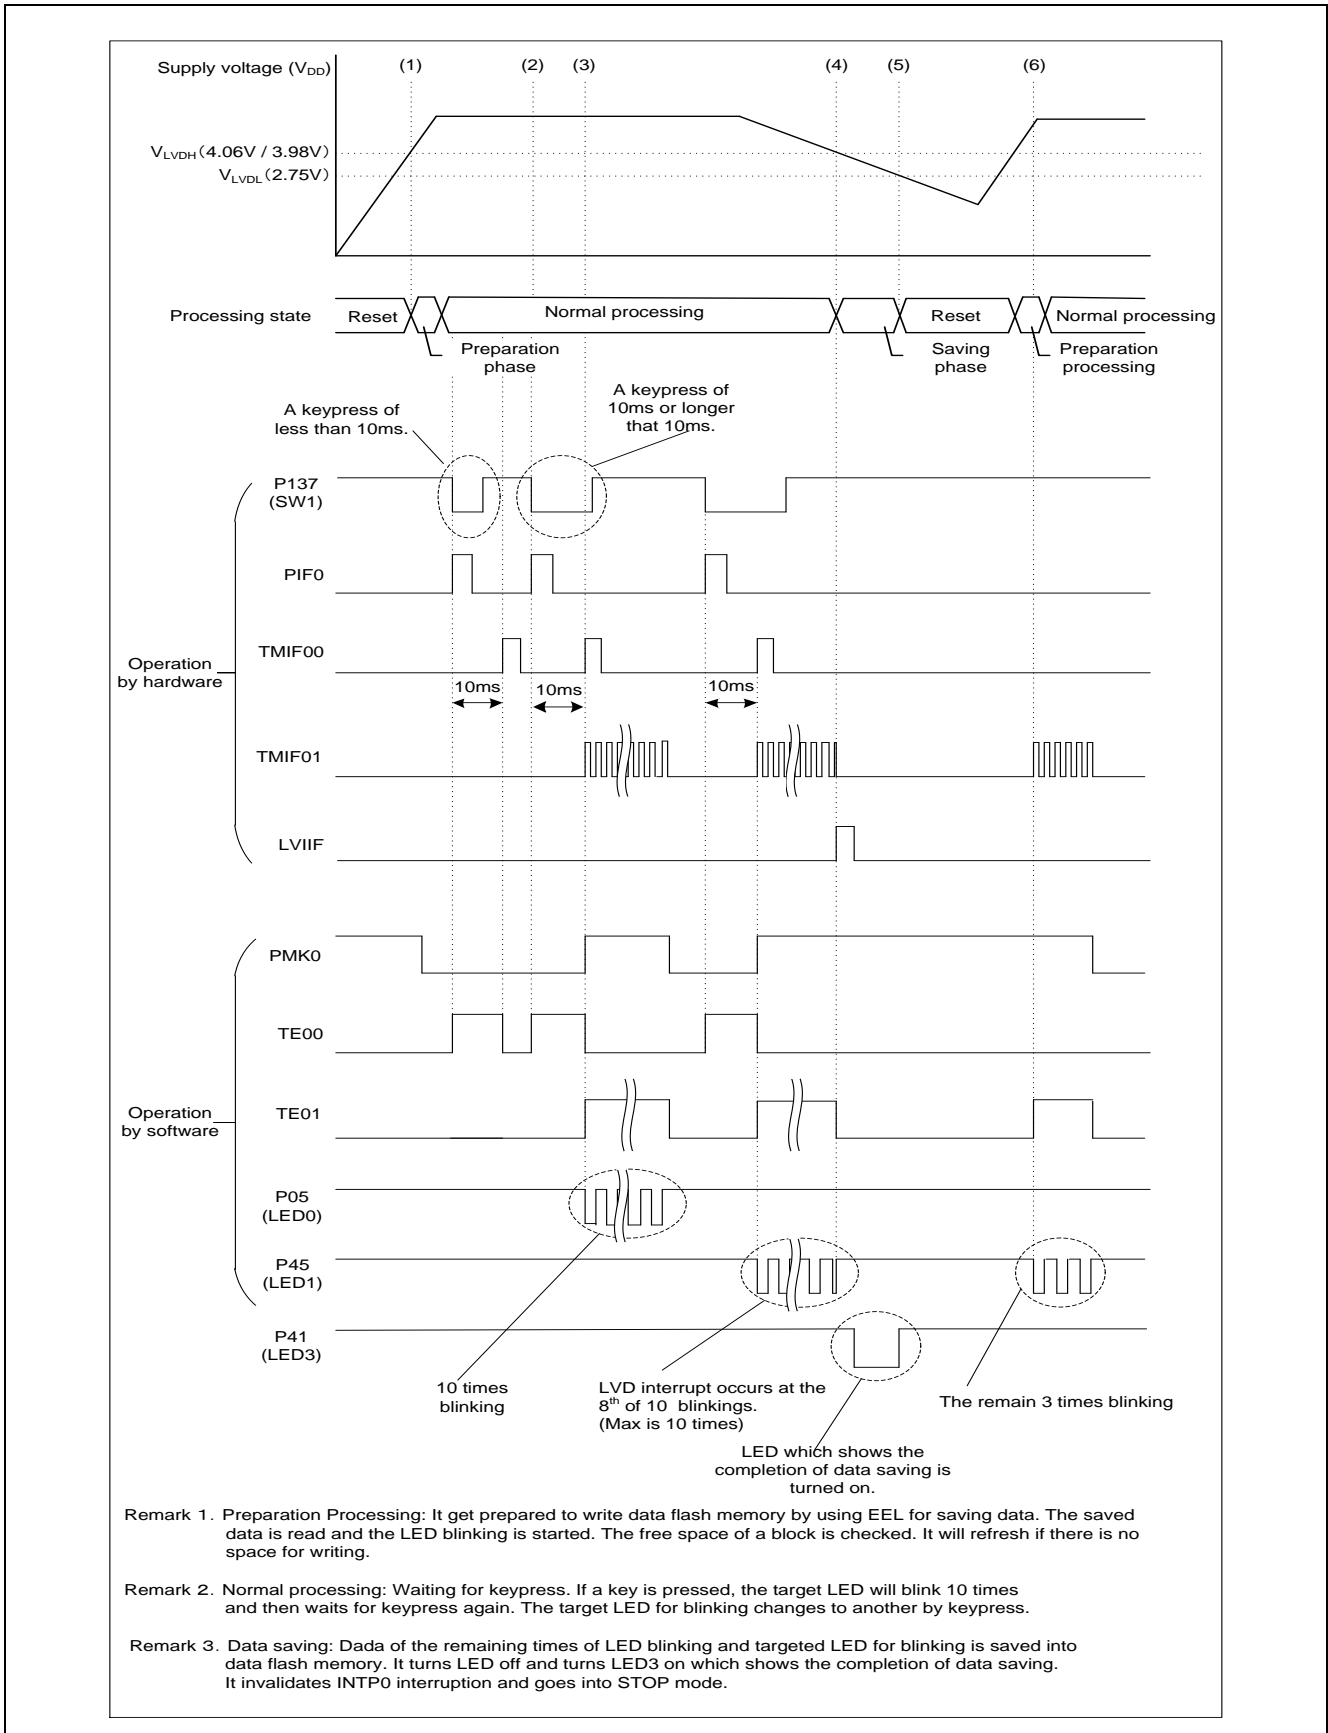 Supply voltage (VDD)
(1)
(2)
(3)
(4)
(5)
(6)
VLVDH(4.06V / 3.98V)
VLVDL(2.75V)
Processing state
Reset
Normal processing
Reset
Normal processing
Preparation
phase
Saving
phase
Preparation
processing
A keypress of
less than 10ms.
A keypress of
10ms or longer
that 10ms.
P137
(SW1)
PIF0
TMIF00
Operation
by hardware
10ms
10ms
10ms
TMIF01
LVIIF
PMK0
TE00
TE01
Operation
by software
P05
(LED0)
P45
(LED1)
P41
(LED3)
10 times
blinking
LVD interrupt occurs at the
8th of 10 blinkings.
(Max is 10 times)
The remain 3 times blinking
LED which shows the
completion of data saving is
turned on.
Remark 1. Preparation Processing: It get prepared to write data flash memory by using EEL for saving data. The saved
data is read and the LED blinking is started. The free space of a block is checked. It will refresh if there is no
space for writing.
Remark 2. Normal processing: Waiting for keypress. If a key is pressed, the target LED will blink 10 times
and then waits for keypress again. The target LED for blinking changes to another by keypress.
Remark 3. Data saving: Dada of the remaining times of LED blinking and targeted LED for blinking is saved into
data flash memory. It turns LED off and turns LED3 on which shows the completion of data saving.
It invalidates INTP0 interruption and goes into STOP mode.